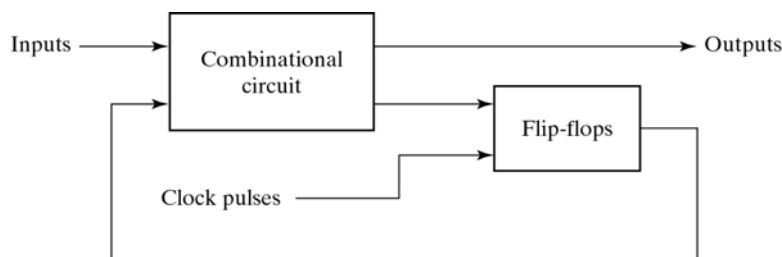 Inputs
Combinational
circuit
Outputs
Flip-flops
Clock pulses